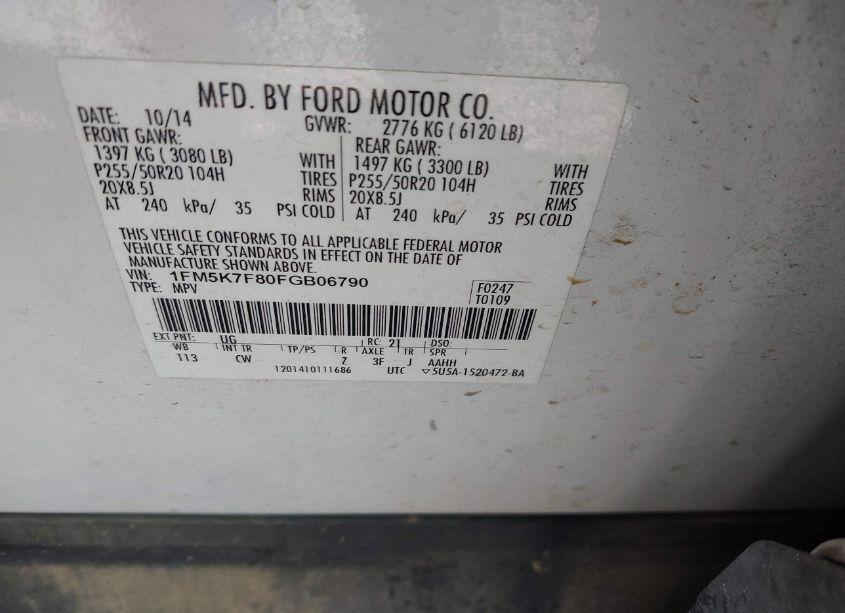 MFD. BY FORD MOTOR CO.
DATE: 10/14 GVWR: 2776 KG ( 6120 LB)
FRONT GAWR: REAR GAWR:
1397 KG ( 3080 LB) WITH 1497 KG ( 3300 LB) WITH
P255/50R20 104H TIRES P255/50R20 104H TIRES
20X8.5J RIMS 20X8.5J RIMS
AT 240 kPa/ 35 PSI COLD AT 240 kPa/ 35 PSI COLD
THIS VEHICLE CONFORMS TO ALL APPLICABLE FEDERAL MOTOR
VEHICLE SAFETY STANDARDS IN EFFECT ON THE DATE OF
MANUFACTURE SHOWN ABOVE.
VIN: 1FM5K7F80FGB06790 F0247
TYPE: MPV T0109
EXT PNT: UG RC: 21 DSO:
WB INT TR TP/PS R AXLE TR SPR
113 CW Z 3F J AAHH
1201410111686 UTC ▽5U5A-1520472-BA